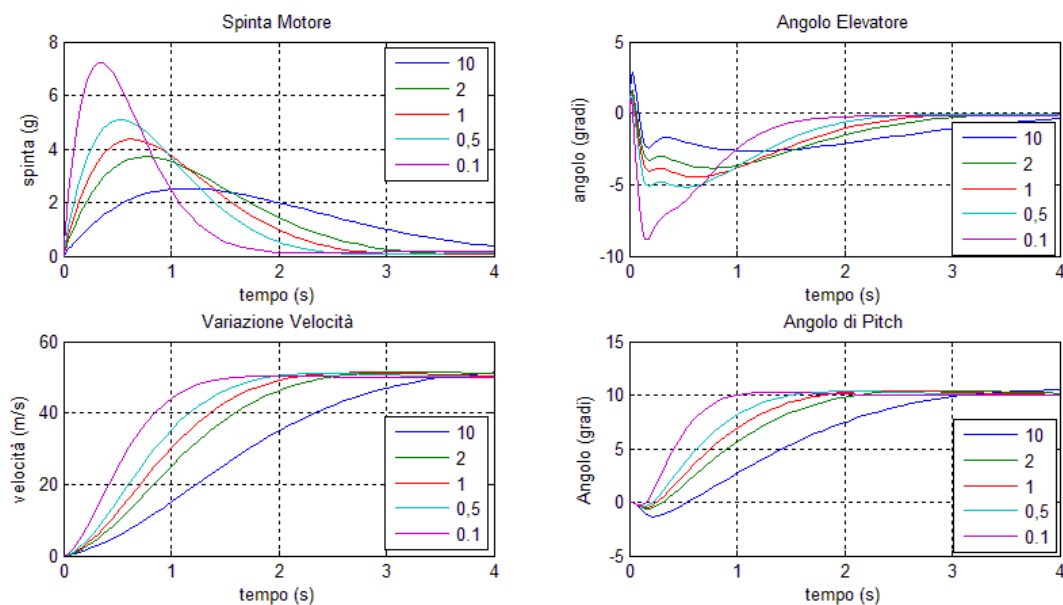 Spinta Motore
spinta (g)
8
6
4
2
0
0 1 2 3 4
tempo (s)
10
2
1
0,5
0.1
Angolo Elevatore
angolo (gradi)
5
0
-5
-10
0 1 2 3 4
tempo (s)
10
2
1
0,5
0.1
Variazione Velocità
velocità (m/s)
60
40
20
0
0 1 2 3 4
tempo (s)
10
2
1
0,5
0.1
Angolo di Pitch
Angolo (gradi)
15
10
5
0
-5
0 1 2 3 4
tempo (s)
10
2
1
0,5
0.1